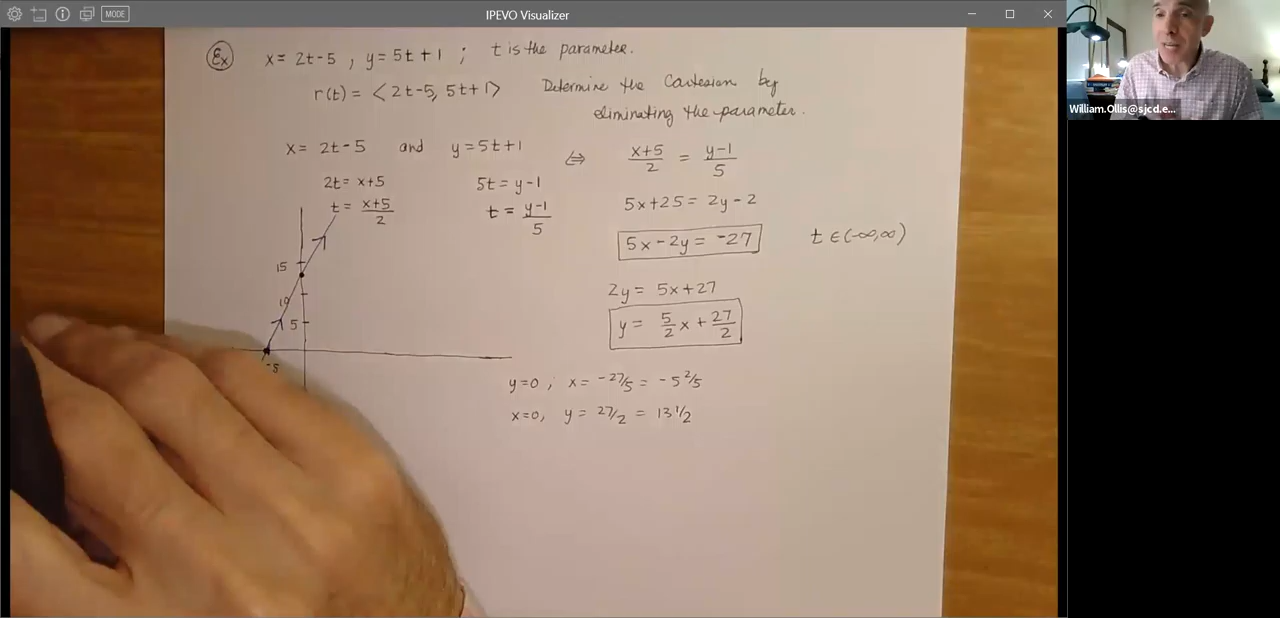 IPEVO Visualizer
MODE
William.Ollis@sjcd.e...
Ex x = 2t-5 , y = 5t+1 ; t is the parameter.
r(t) = <2t-5, 5t+1> Determine the Cartesian by
eliminating the parameter.
x = 2t-5 and y = 5t+1 ⇔ x+5/2 = y-1/5
2t = x+5 5t = y-1
t = x+5/2 t = y-1/5
5x+25 = 2y-2
5x-2y = -27 t ∈ (-∞,∞)
2y = 5x+27
y = 5/2 x + 27/2
15
10
5
-5
y=0 ; x = -27/5 = -5 2/5
x=0, y = 27/2 = 13 1/2